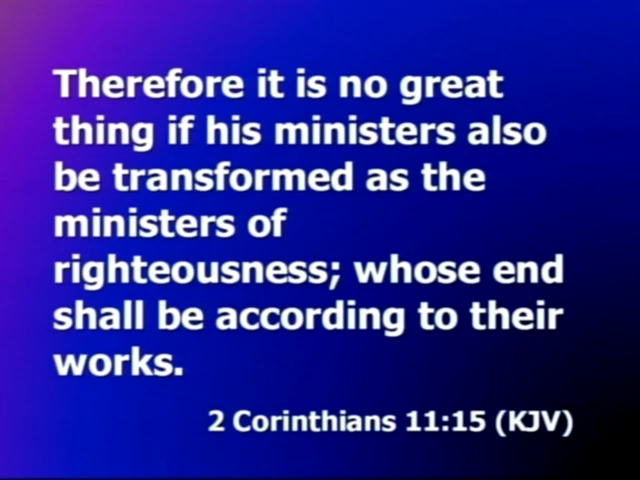 Therefore it is no great
thing if his ministers also
be transformed as the
ministers of
righteousness; whose end
shall be according to their
works.
2 Corinthians 11:15 (KJV)